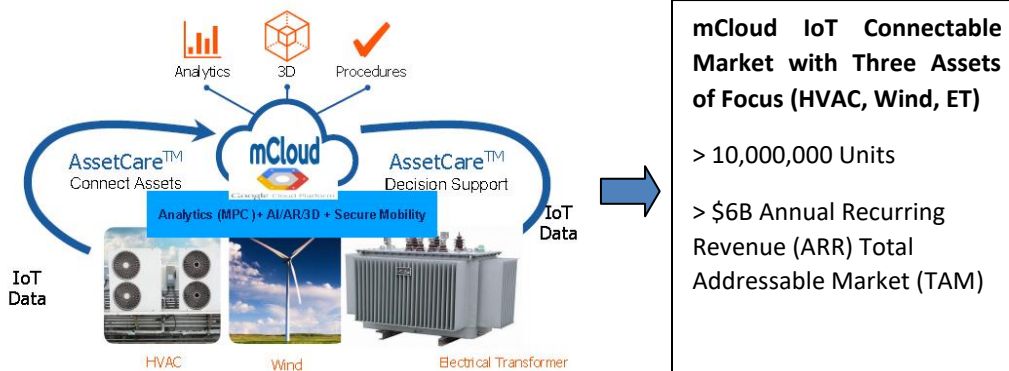 Analytics
3D
Procedures
mCloud
Google Cloud Platform
AssetCare™
Connect Assets
AssetCare™
Decision Support
Analytics (MPC )+ AI/AR/3D + Secure Mobility
IoT
Data
IoT
Data
HVAC
Wind
Electrical Transformer
mCloud IoT Connectable
Market with Three Assets
of Focus (HVAC, Wind, ET)
> 10,000,000 Units
> $6B Annual Recurring
Revenue (ARR) Total
Addressable Market (TAM)